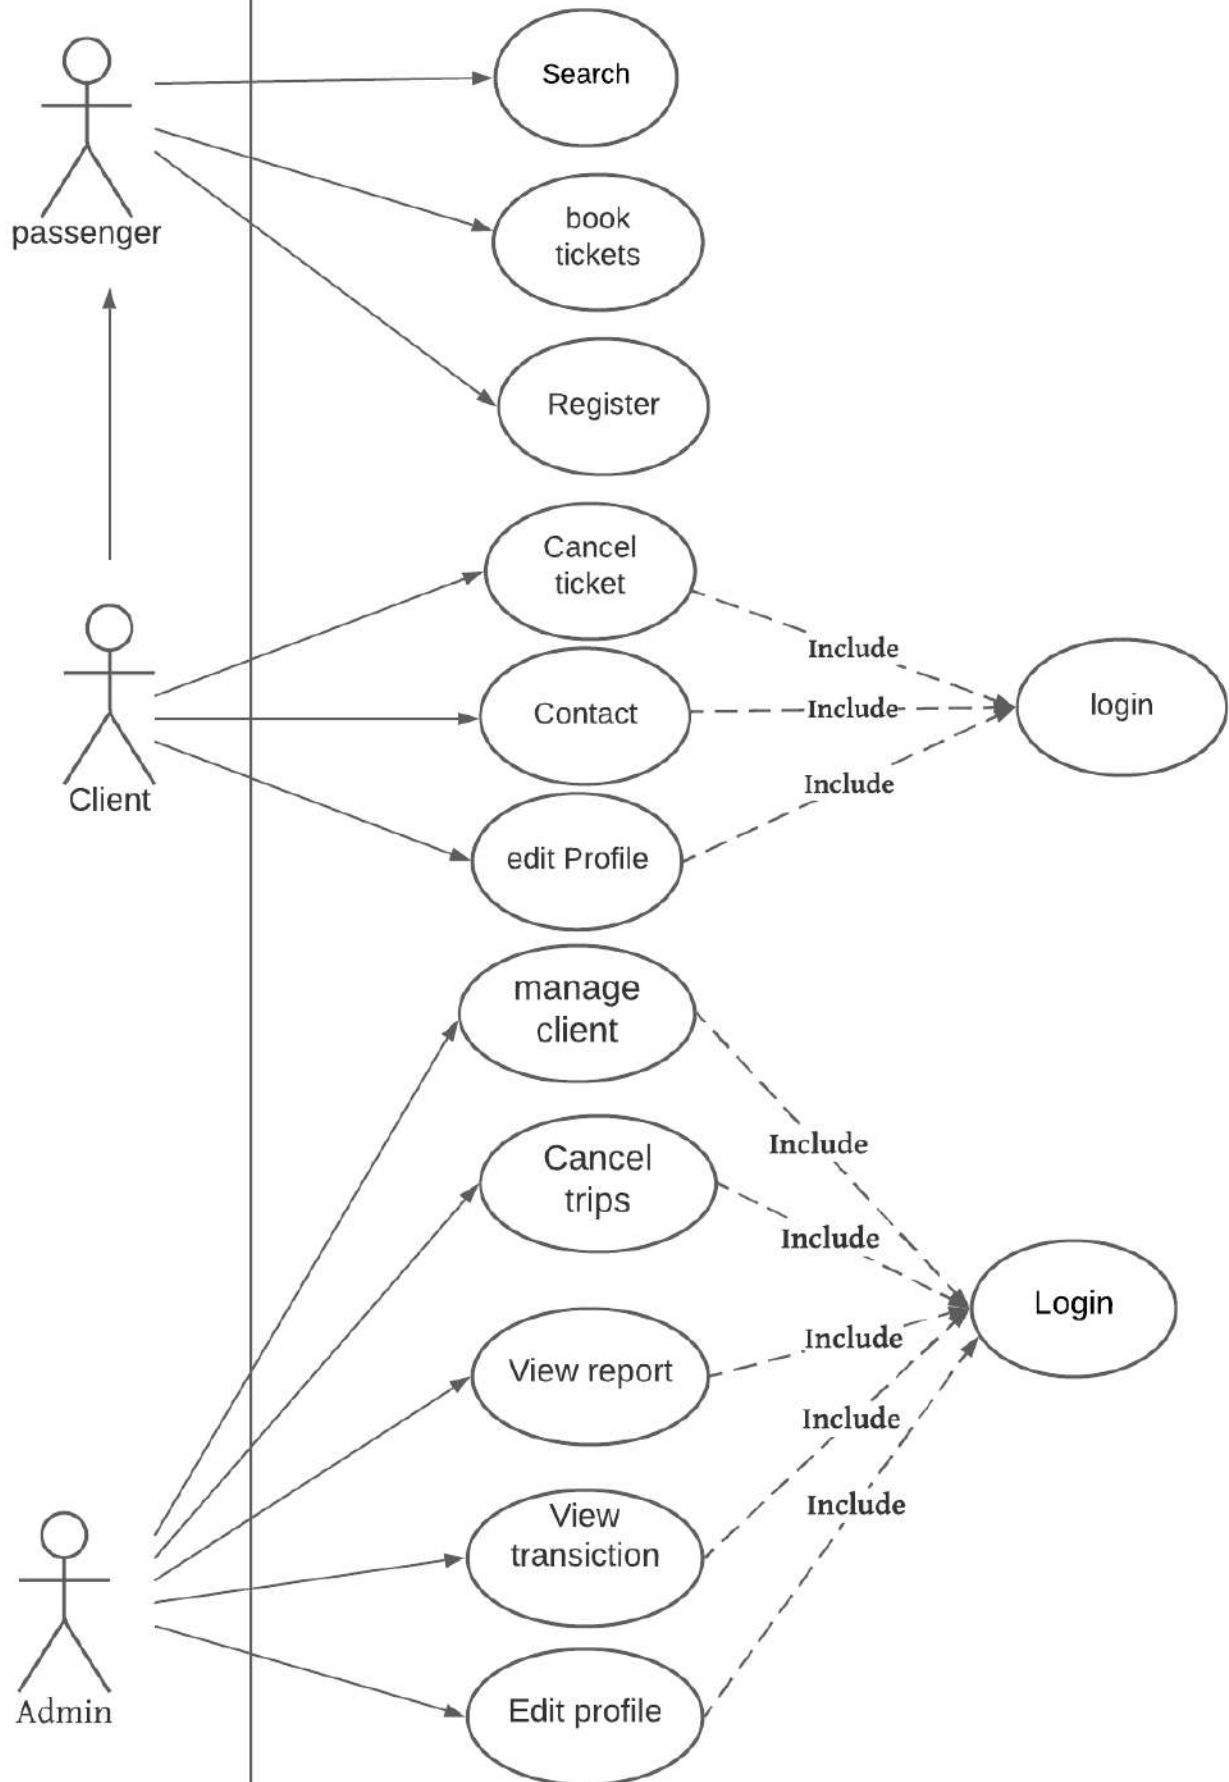 Search
passenger
book
tickets
Register
Cancel
ticket
Include
login
Contact
Include
Client
Include
edit Profile
manage
client
Include
Cancel
trips
Include
Login
View report
Include
Include
View
transiction
Include
Admin
Edit profile